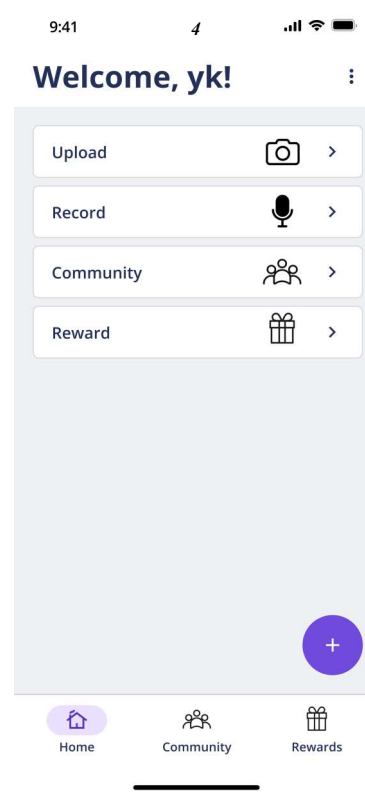 9:41
4
Welcome, yk!
Upload
Record
Community
Reward
+
Home Community Rewards